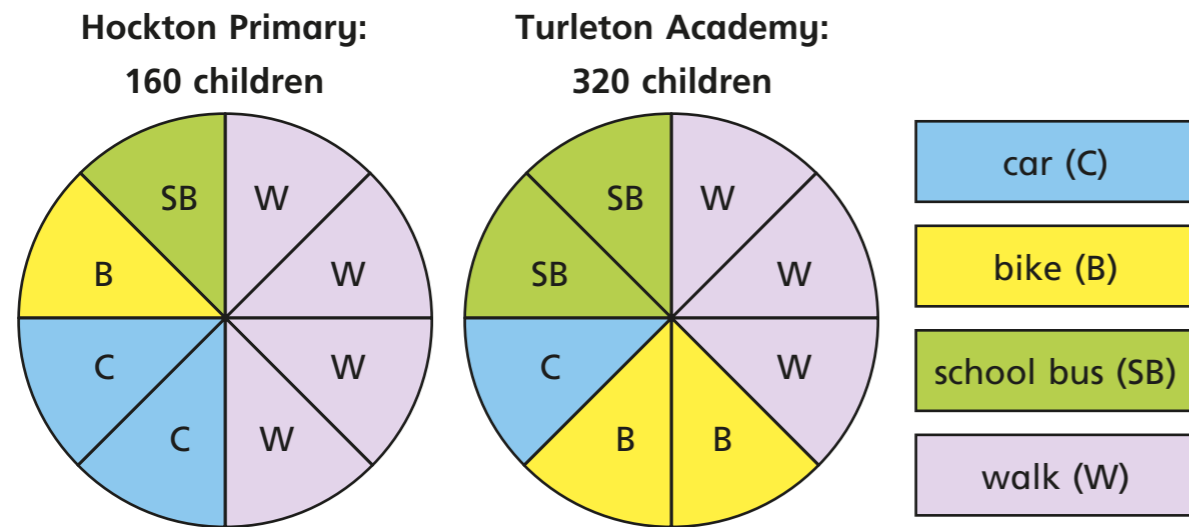 Hockton Primary:
160 children
Turleton Academy:
320 children
SB
W
B
W
C
W
C
W
SB
W
SB
W
C
W
B
B
car (C)
bike (B)
school bus (SB)
walk (W)